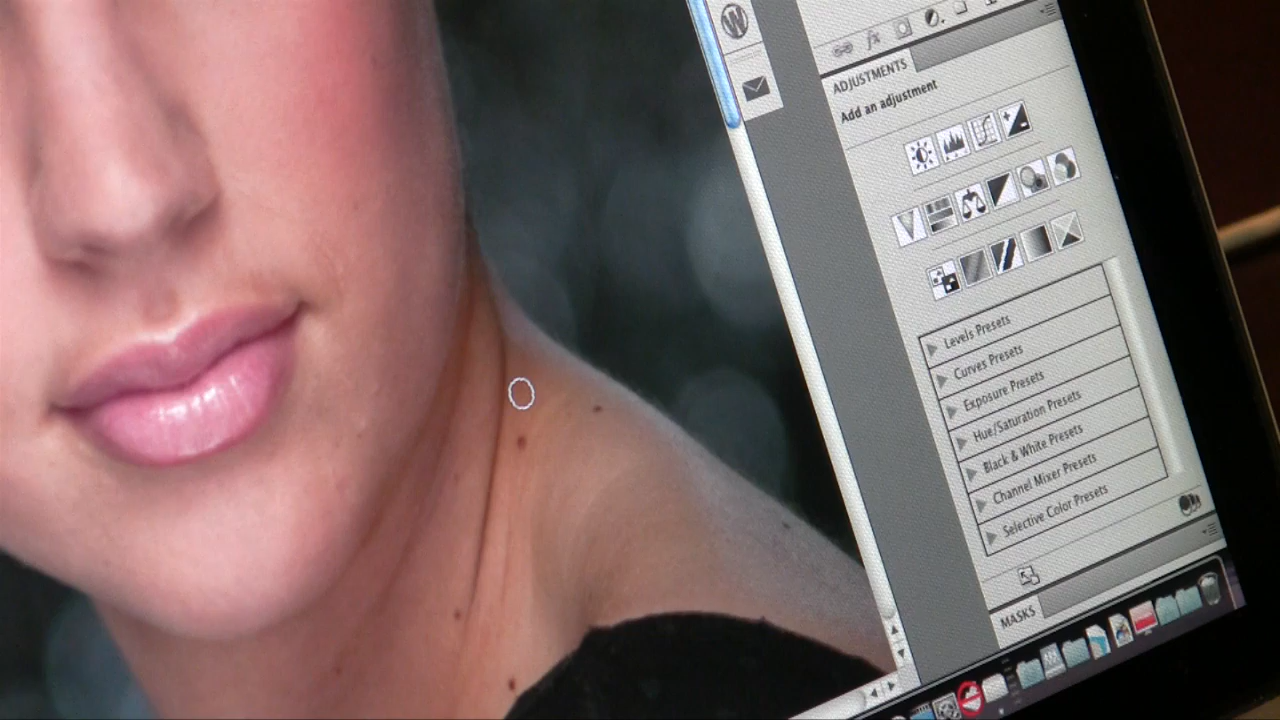 W
fx
ADJUSTMENTS
Add an adjustment
Levels Presets
Curves Presets
Exposure Presets
Hue/Saturation Presets
Black & White Presets
Channel Mixer Presets
Selective Color Presets
MASKS